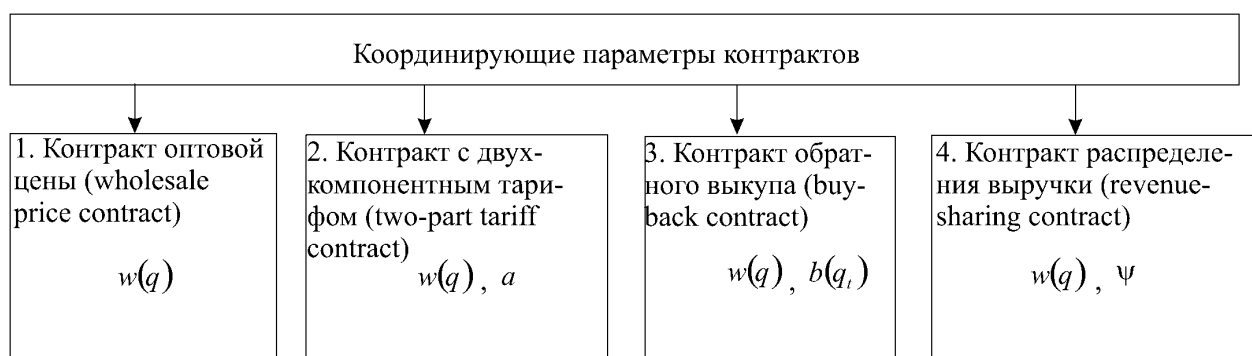 Координирующие параметры контрактов
1. Контракт оптовой
цены (wholesale
price contract)
w(q)
2. Контракт с двух-
компонентным тари-
фом (two-part tariff
contract)
w(q) , a
3. Контракт обрат-
ного выкупа (buy-
back contract)
w(q) , b(qₜ)
4. Контракт распределе-
ния выручки (revenue-
sharing contract)
w(q) , ψ